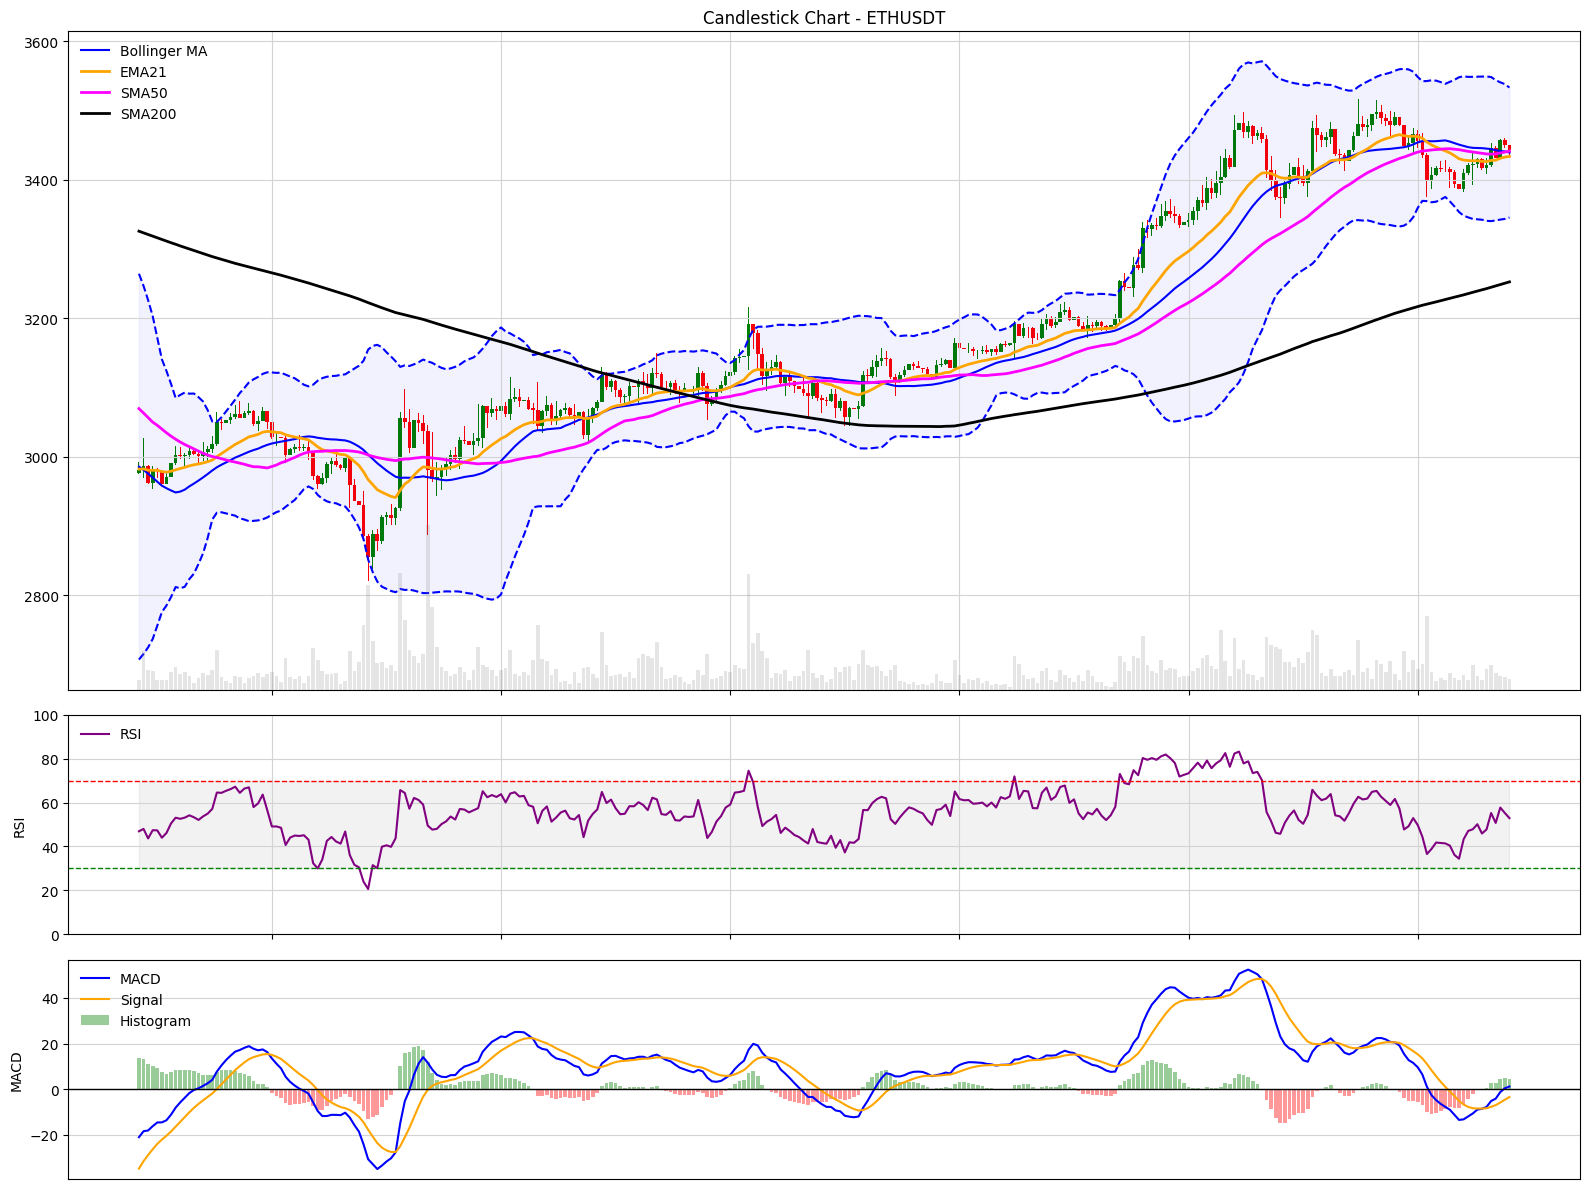 Candlestick Chart - ETHUSDT
3600
3400
3200
3000
2800
Bollinger MA
EMA21
SMA50
SMA200
100
80
60
40
20
0
RSI
RSI
40
20
0
−20
MACD
MACD
Signal
Histogram